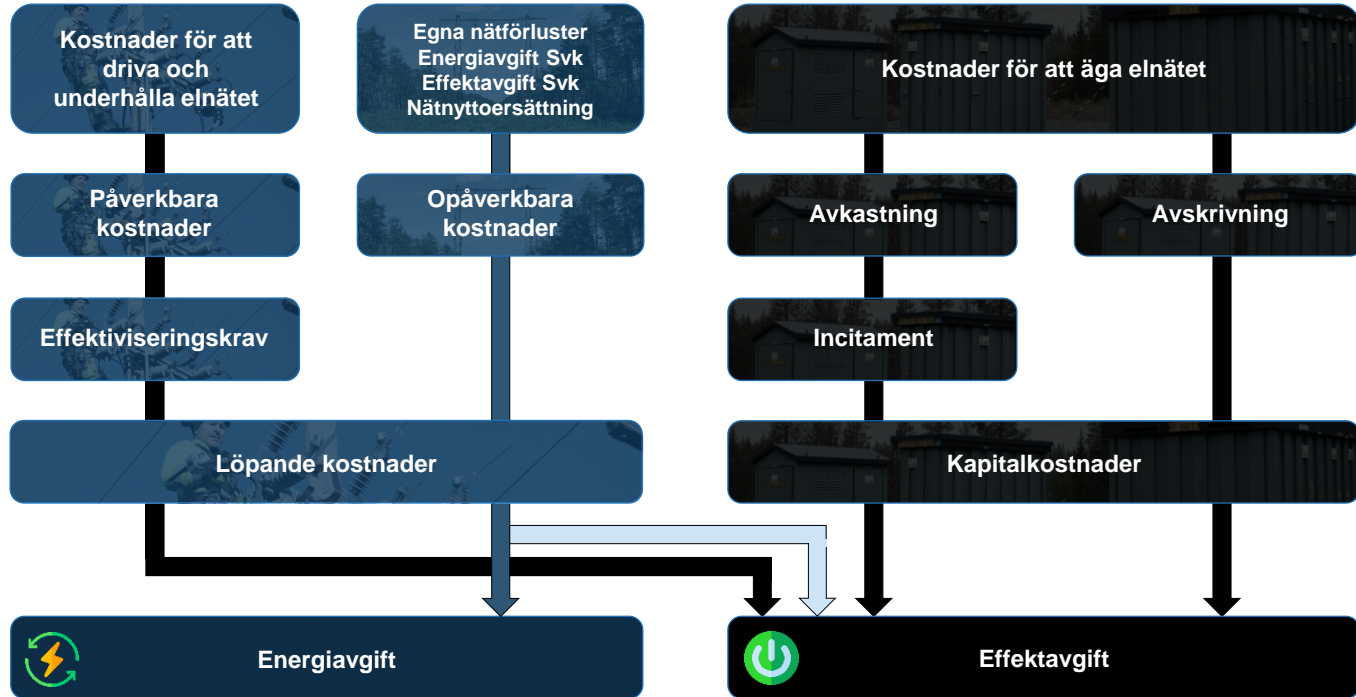 Kostnader för att
driva och
underhålla elnätet
Egna nätförluster
Energiavgift Svk
Effektavgift Svk
Nätnyttoersättning
Kostnader för att äga elnätet
Påverkbara
kostnader
Opåverkbara
kostnader
Avkastning
Avskrivning
Effektiviseringskrav
Incitament
Löpande kostnader
Kapitalkostnader
Energiavgift
Effektavgift